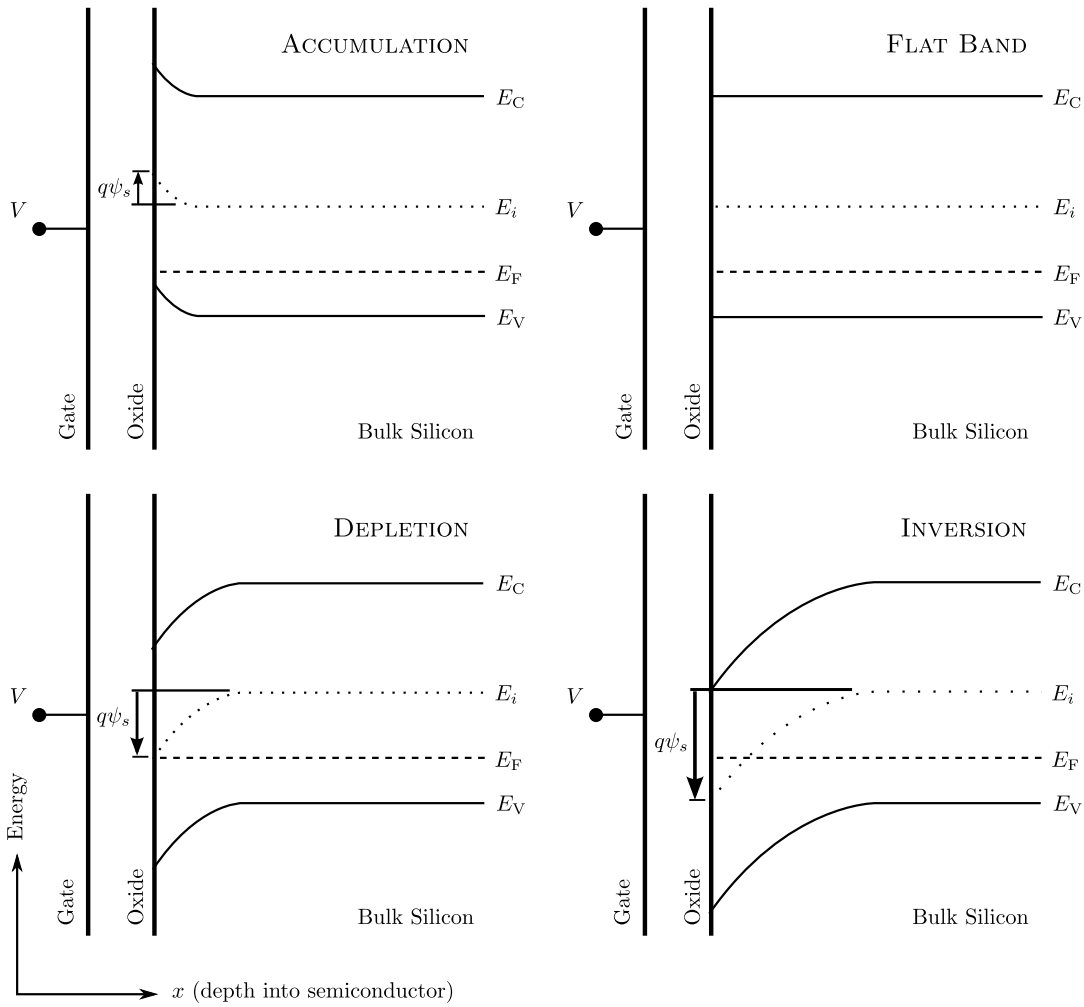 ACCUMULATION
E_C
qψ_s
V
E_i
E_F
E_V
Gate
Oxide
Bulk Silicon
FLAT BAND
E_C
V
E_i
E_F
E_V
Gate
Oxide
Bulk Silicon
DEPLETION
E_C
V
E_i
qψ_s
E_F
E_V
Gate
Oxide
Bulk Silicon
INVERSION
E_C
V
E_i
qψ_s
E_F
E_V
Gate
Oxide
Bulk Silicon
Energy
x (depth into semiconductor)